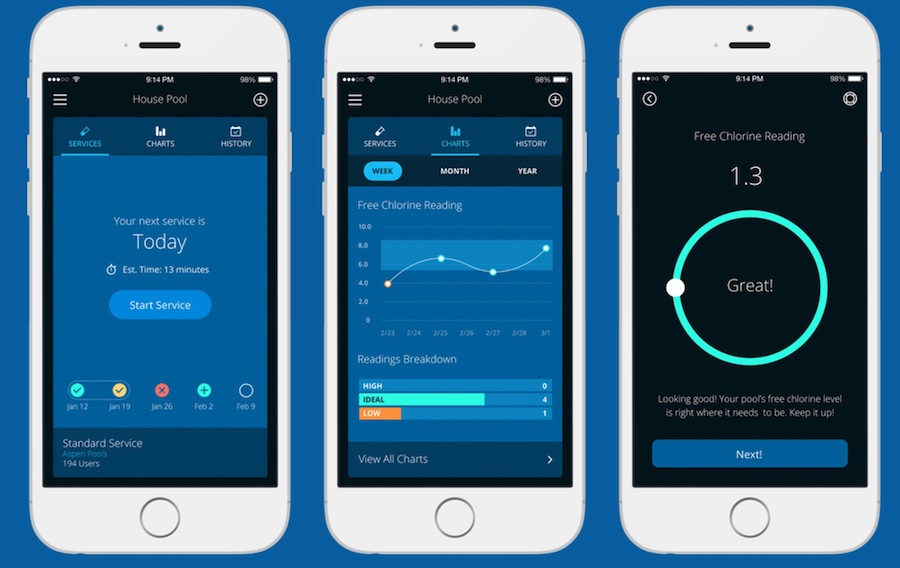 9:14 PM
98%
House Pool
SERVICES
CHARTS
HISTORY
Your next service is
Today
Est. Time: 13 minutes
Start Service
Jan 12
Jan 19
Jan 26
Feb 2
Feb 9
Standard Service
Aspen Pools
194 Users
9:14 PM
98%
House Pool
SERVICES
CHARTS
HISTORY
WEEK
MONTH
YEAR
Free Chlorine Reading
10.0
8.0
6.0
4.0
2.0
0
2/23
2/24
2/25
2/26
2/27
2/28
3/1
Readings Breakdown
HIGH 0
IDEAL 4
LOW 1
View All Charts
9:14 PM
98%
Free Chlorine Reading
1.3
Great!
Looking good! Your pool's free chlorine level
is right where it needs to be. Keep it up!
Next!